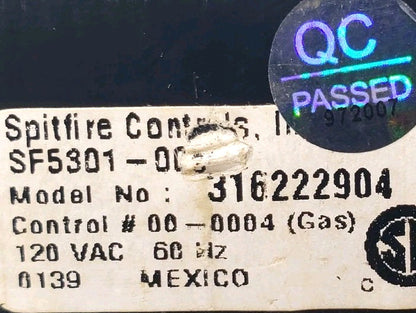 QC
PASSED
972007
Spitfire Controls,
SF5301-00
Model No: 316222904
Control # 00-0004 (Gas)
120 VAC 60 Hz
0139 MEXICO
C